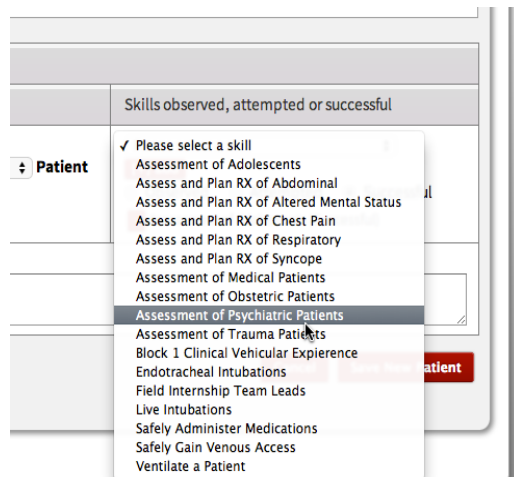 Skills observed, attempted or successful
Patient
✓ Please select a skill
Assessment of Adolescents
Assess and Plan RX of Abdominal
Assess and Plan RX of Altered Mental Status
Assess and Plan RX of Chest Pain
Assess and Plan RX of Respiratory
Assess and Plan RX of Syncope
Assessment of Medical Patients
Assessment of Obstetric Patients
Assessment of Psychiatric Patients
Assessment of Trauma Patients
Block 1 Clinical Vehicular Expierence
Endotracheal Intubations
Field Internship Team Leads
Live Intubations
Safely Administer Medications
Safely Gain Venous Access
Ventilate a Patient
Save New Patient